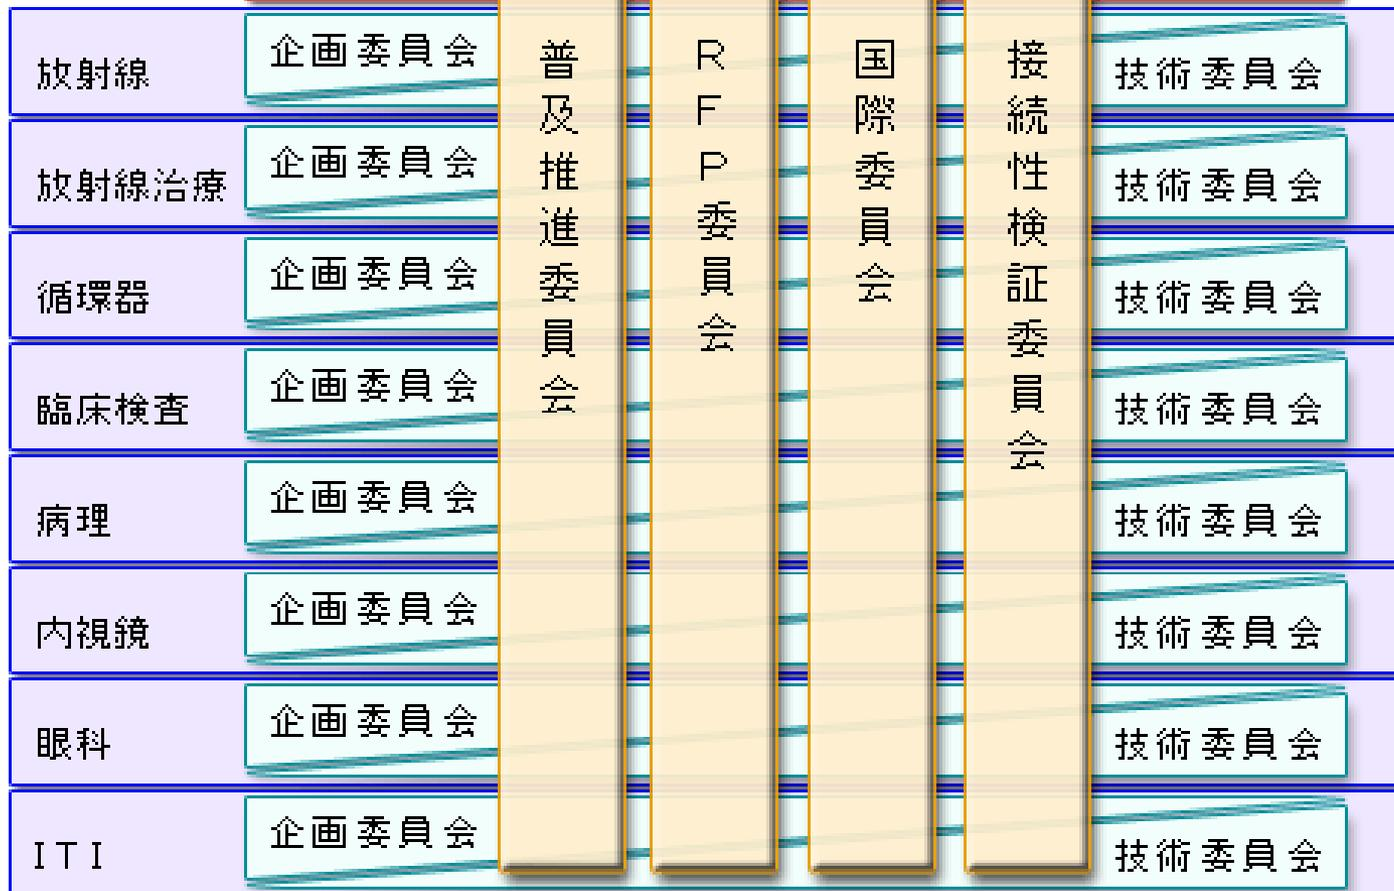 放射線
企画委員会
技術委員会
放射線治療
企画委員会
技術委員会
循環器
企画委員会
技術委員会
臨床検査
企画委員会
技術委員会
病理
企画委員会
技術委員会
内視鏡
企画委員会
技術委員会
眼科
企画委員会
技術委員会
ITI
企画委員会
技術委員会
普及推進委員会
RFP委員会
国際委員会
接続性検証委員会